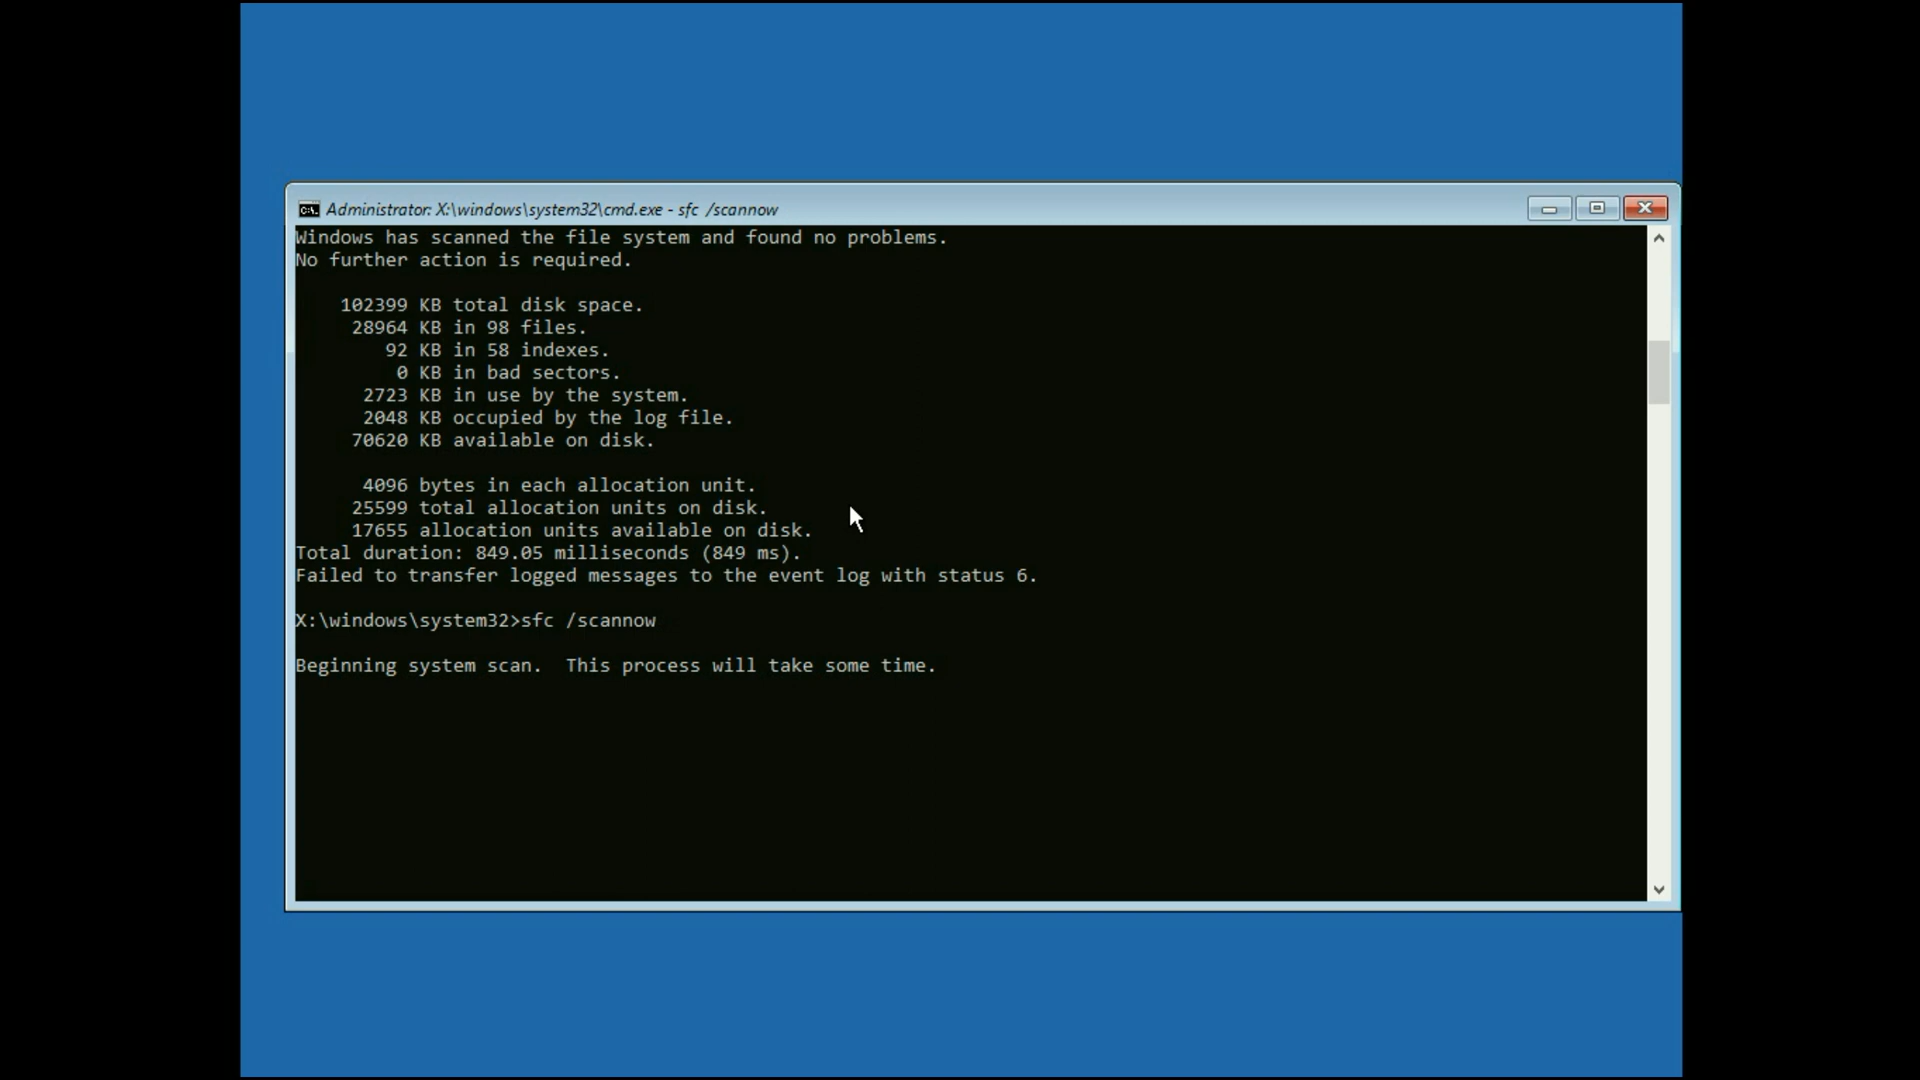 Administrator: X:\windows\system32\cmd.exe - sfc /scannow
Windows has scanned the file system and found no problems.
No further action is required.
102399 KB total disk space.
28964 KB in 98 files.
92 KB in 58 indexes.
0 KB in bad sectors.
2723 KB in use by the system.
2048 KB occupied by the log file.
70620 KB available on disk.
4096 bytes in each allocation unit.
25599 total allocation units on disk.
17655 allocation units available on disk.
Total duration: 849.05 milliseconds (849 ms).
Failed to transfer logged messages to the event log with status 6.
X:\windows\system32>sfc /scannow
Beginning system scan.  This process will take some time.